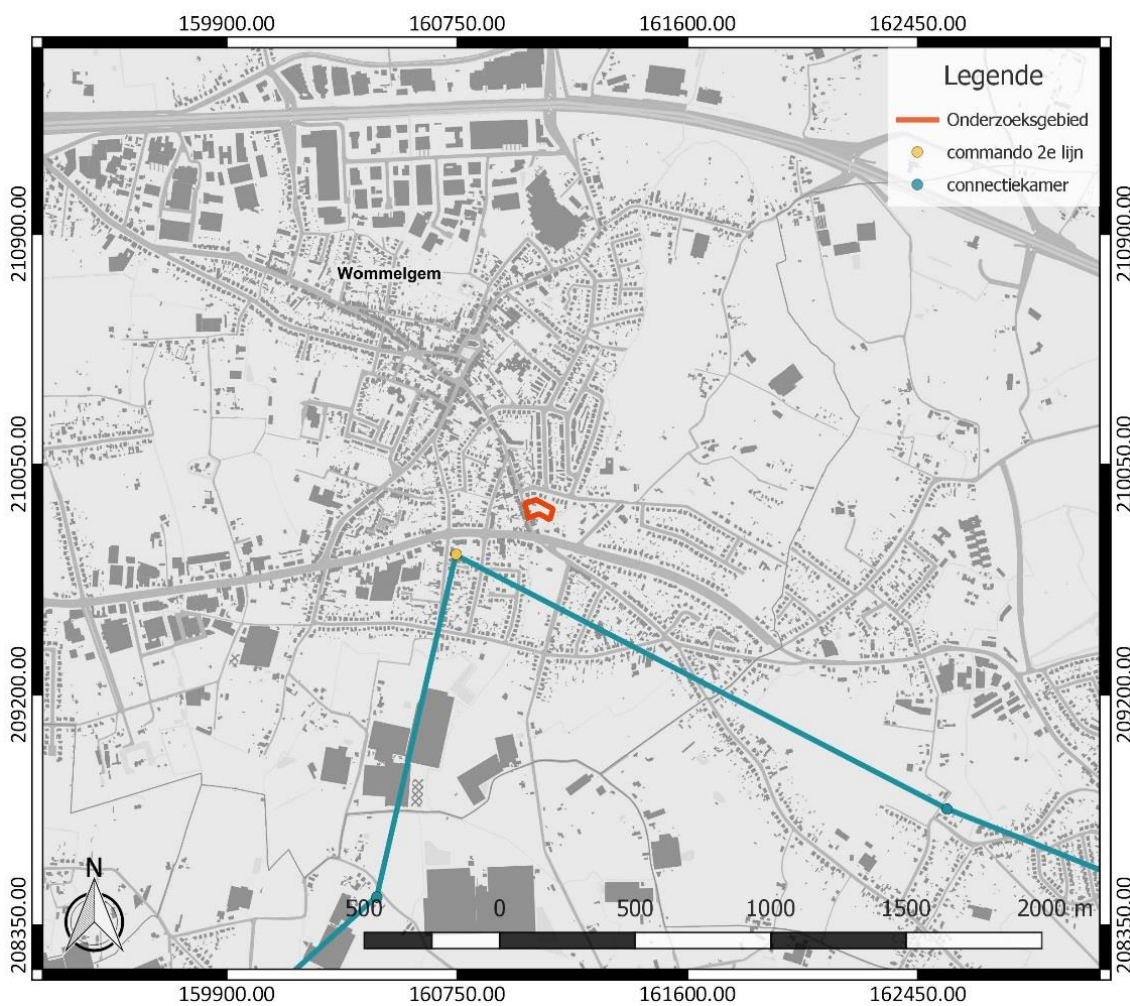 159900.00 160750.00 161600.00 162450.00
Legende
Onderzoeksgebied
commando 2e lijn
connectiekamer
210900.00 210900.00
Wommelgem
210050.00 210050.00
209200.00 209200.00
N
208350.00 208350.00
500 0 500 1000 1500 2000 m
159900.00 160750.00 161600.00 162450.00